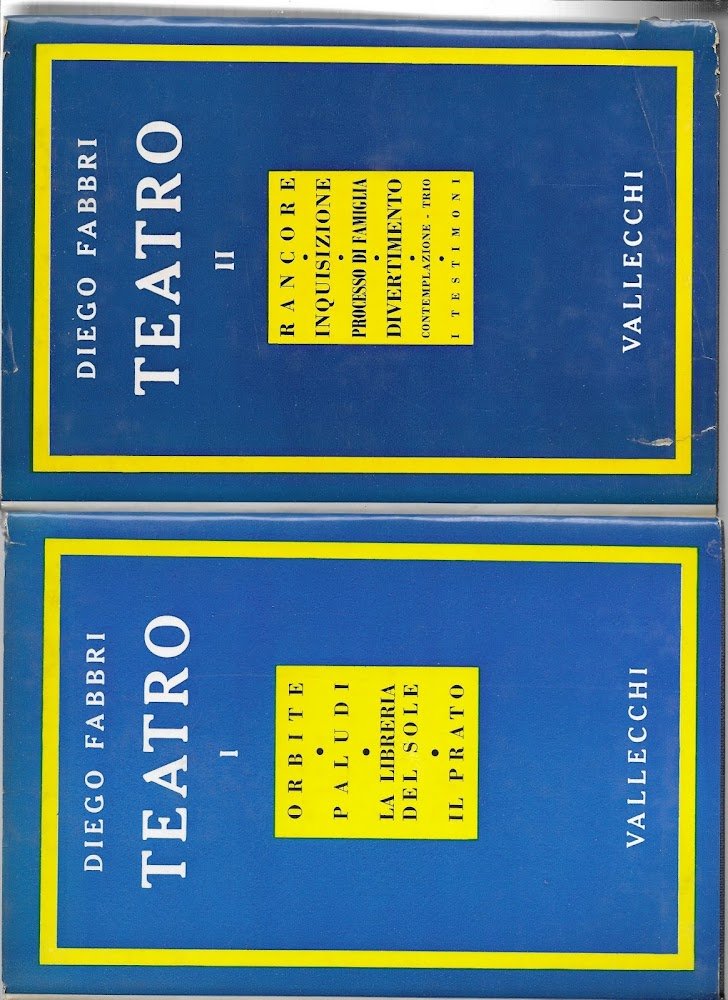 DIEGO FABBRI
TEATRO
II
RANCORE
•
INQUISIZIONE
•
PROCESSO DI FAMIGLIA
•
DIVERTIMENTO
•
CONTEMPLAZIONE - TRIO
•
I TESTIMONI
VALLECCHI
DIEGO FABBRI
TEATRO
I
ORBITE
•
PALUDI
•
LA LIBRERIA
DEL SOLE
•
IL PRATO
VALLECCHI